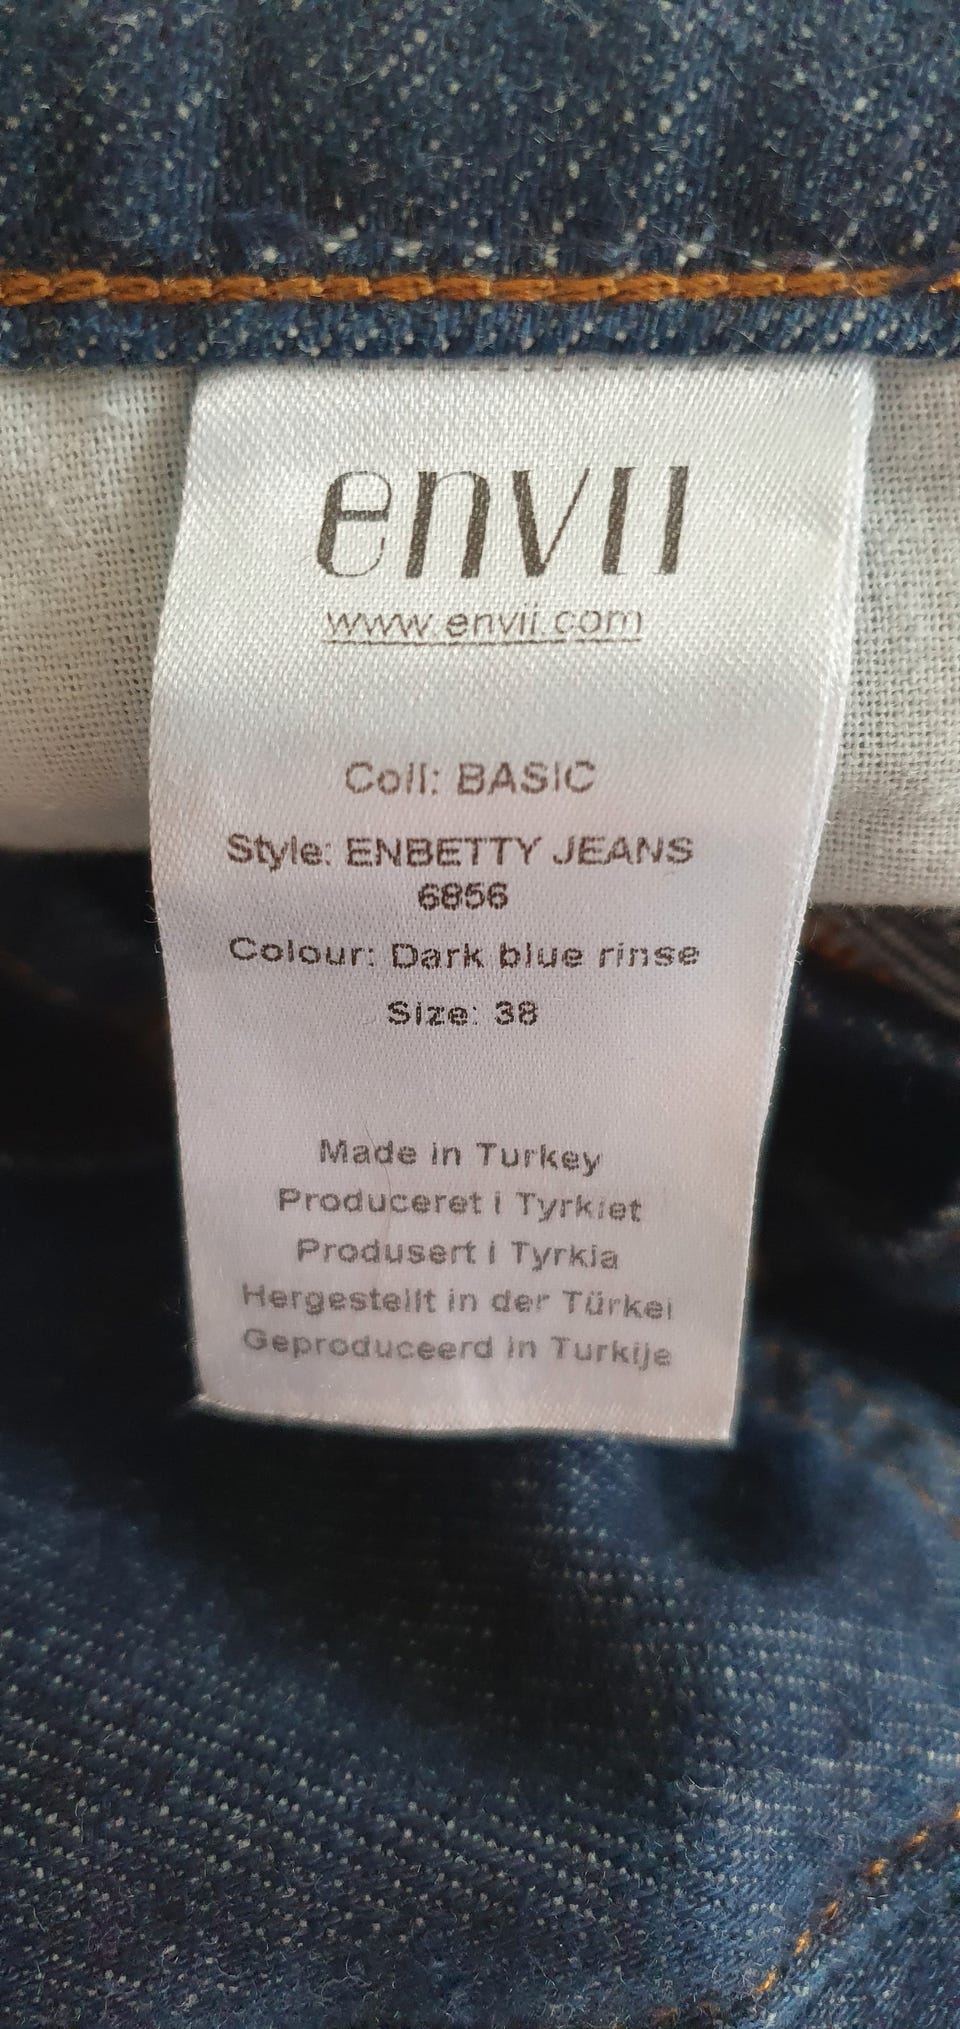 envii
www.envii.com
Coll: BASIC
Style: ENBETTY JEANS
6856
Colour: Dark blue rinse
Size: 38
Made in Turkey
Produceret i Tyrkiet
Produsert i Tyrkia
Hergestellt in der Türkei
Geproduceerd in Turkije